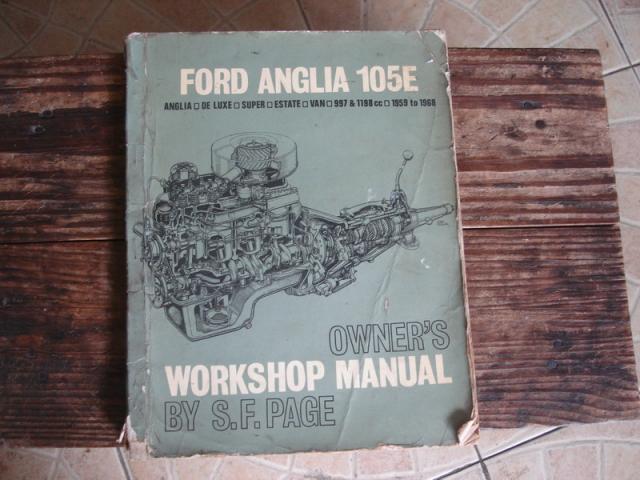 FORD ANGLIA 105E
ANGLIA □ DE LUXE □ SUPER □ ESTATE □ VAN □ 997 & 1198 cc □ 1959 to 1968
OWNER'S
WORKSHOP MANUAL
BY S.F. PAGE